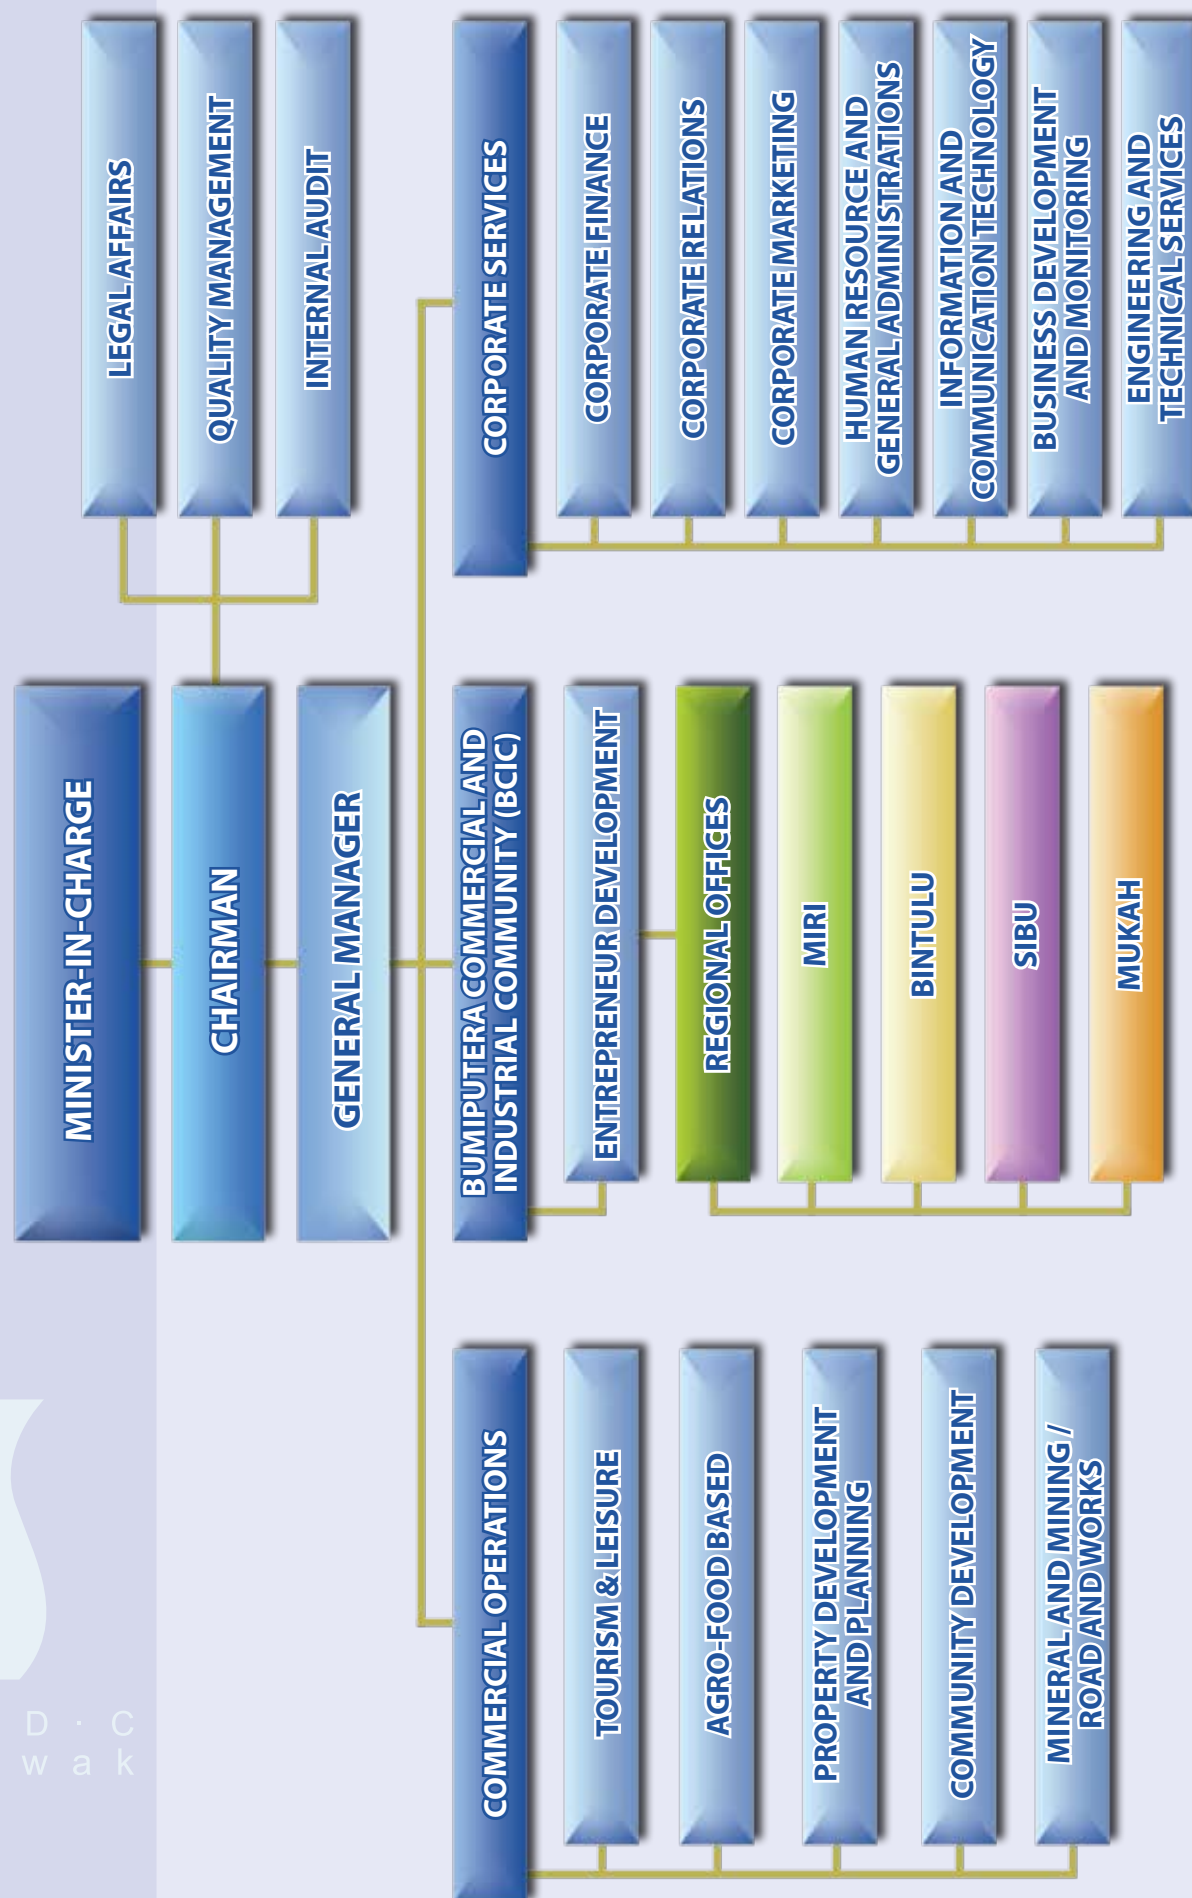 MINISTER-IN-CHARGE
CHAIRMAN
GENERAL MANAGER
LEGAL AFFAIRS
QUALITY MANAGEMENT
INTERNAL AUDIT
COMMERCIAL OPERATIONS
TOURISM & LEISURE
AGRO-FOOD BASED
PROPERTY DEVELOPMENT
AND PLANNING
COMMUNITY DEVELOPMENT
MINERAL AND MINING /
ROAD AND WORKS
BUMIPUTERA COMMERCIAL AND
INDUSTRIAL COMMUNITY (BCIC)
ENTREPRENEUR DEVELOPMENT
REGIONAL OFFICES
MIRI
BINTULU
SIBU
MUKAH
CORPORATE SERVICES
CORPORATE FINANCE
CORPORATE RELATIONS
CORPORATE MARKETING
HUMAN RESOURCE AND
GENERAL ADMINISTRATIONS
INFORMATION AND
COMMUNICATION TECHNOLOGY
BUSINESS DEVELOPMENT
AND MONITORING
ENGINEERING AND
TECHNICAL SERVICES
D · C
w a k